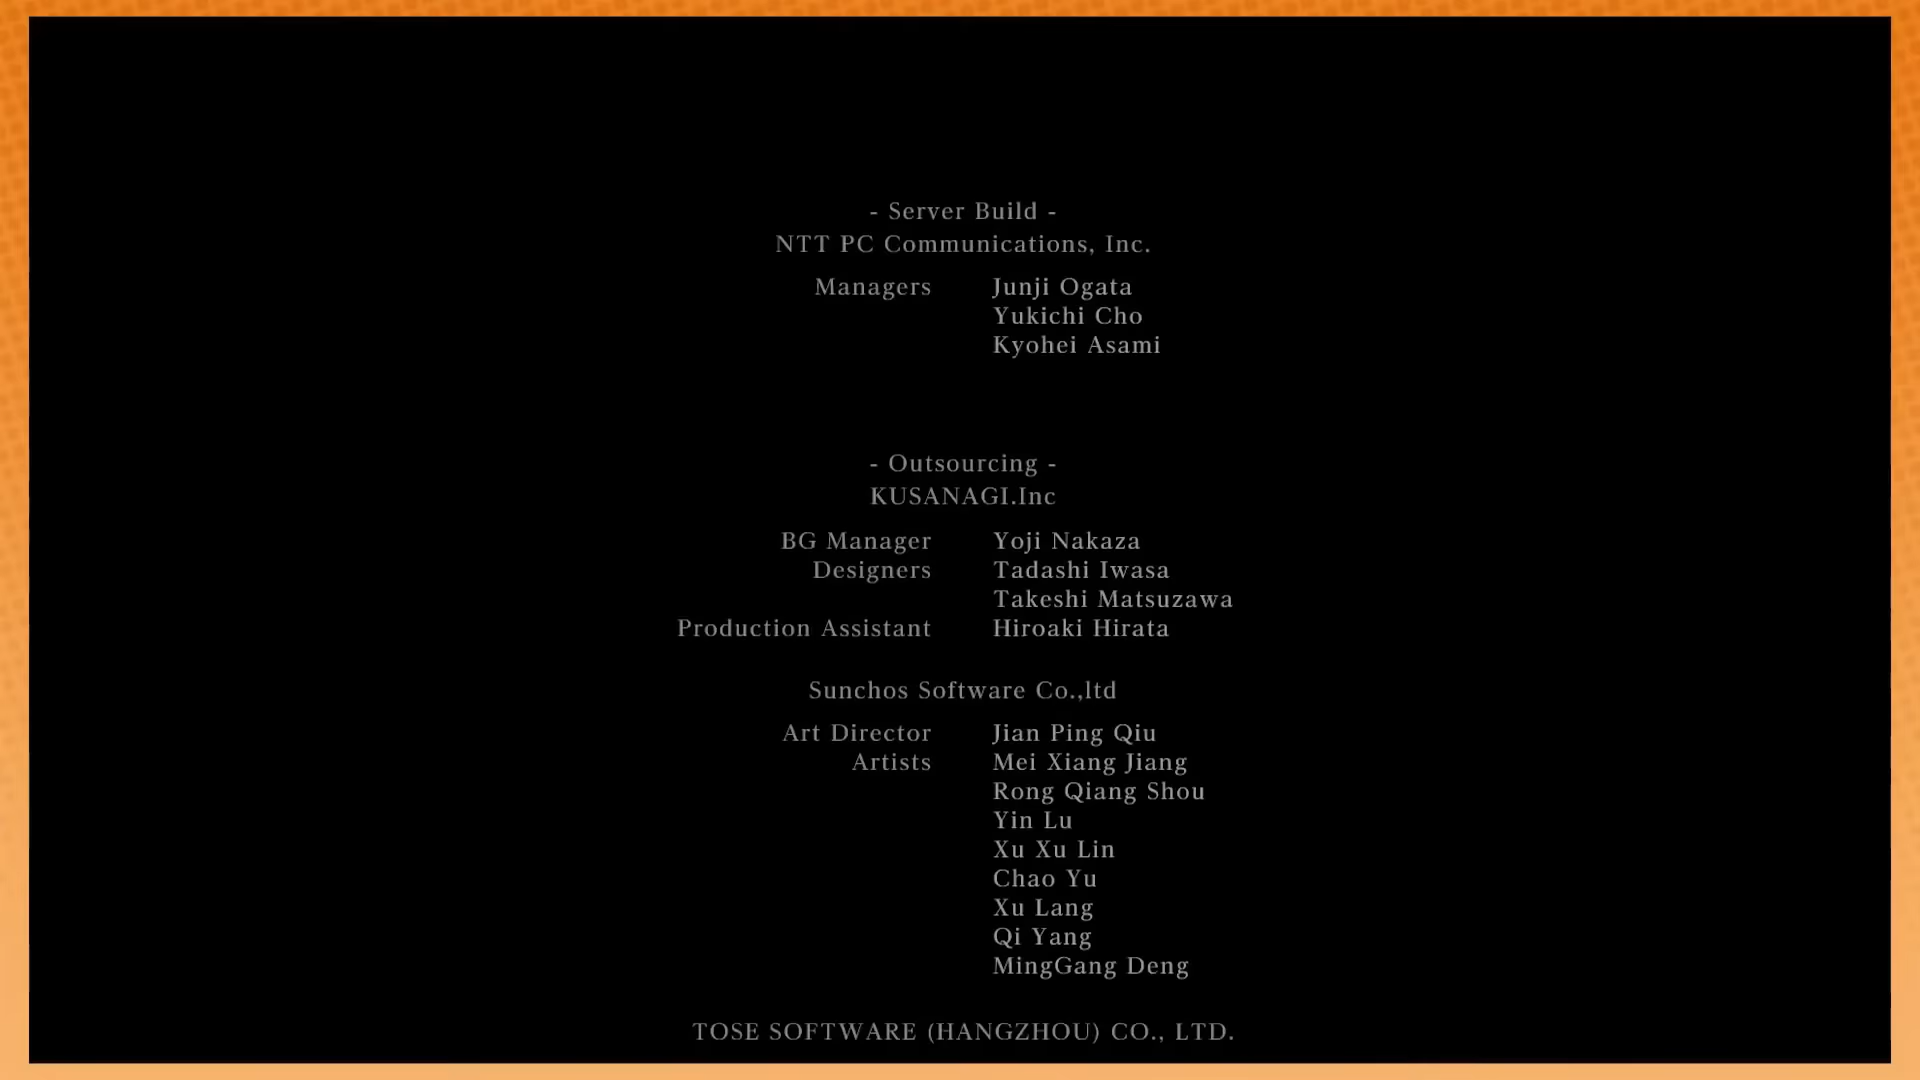 - Server Build -
NTT PC Communications, Inc.
Managers Junji Ogata
Yukichi Cho
Kyohei Asami
- Outsourcing -
KUSANAGI.Inc
BG Manager Yoji Nakaza
Designers Tadashi Iwasa
Takeshi Matsuzawa
Production Assistant Hiroaki Hirata
Sunchos Software Co.,ltd
Art Director Jian Ping Qiu
Artists Mei Xiang Jiang
Rong Qiang Shou
Yin Lu
Xu Xu Lin
Chao Yu
Xu Lang
Qi Yang
MingGang Deng
TOSE SOFTWARE (HANGZHOU) CO., LTD.